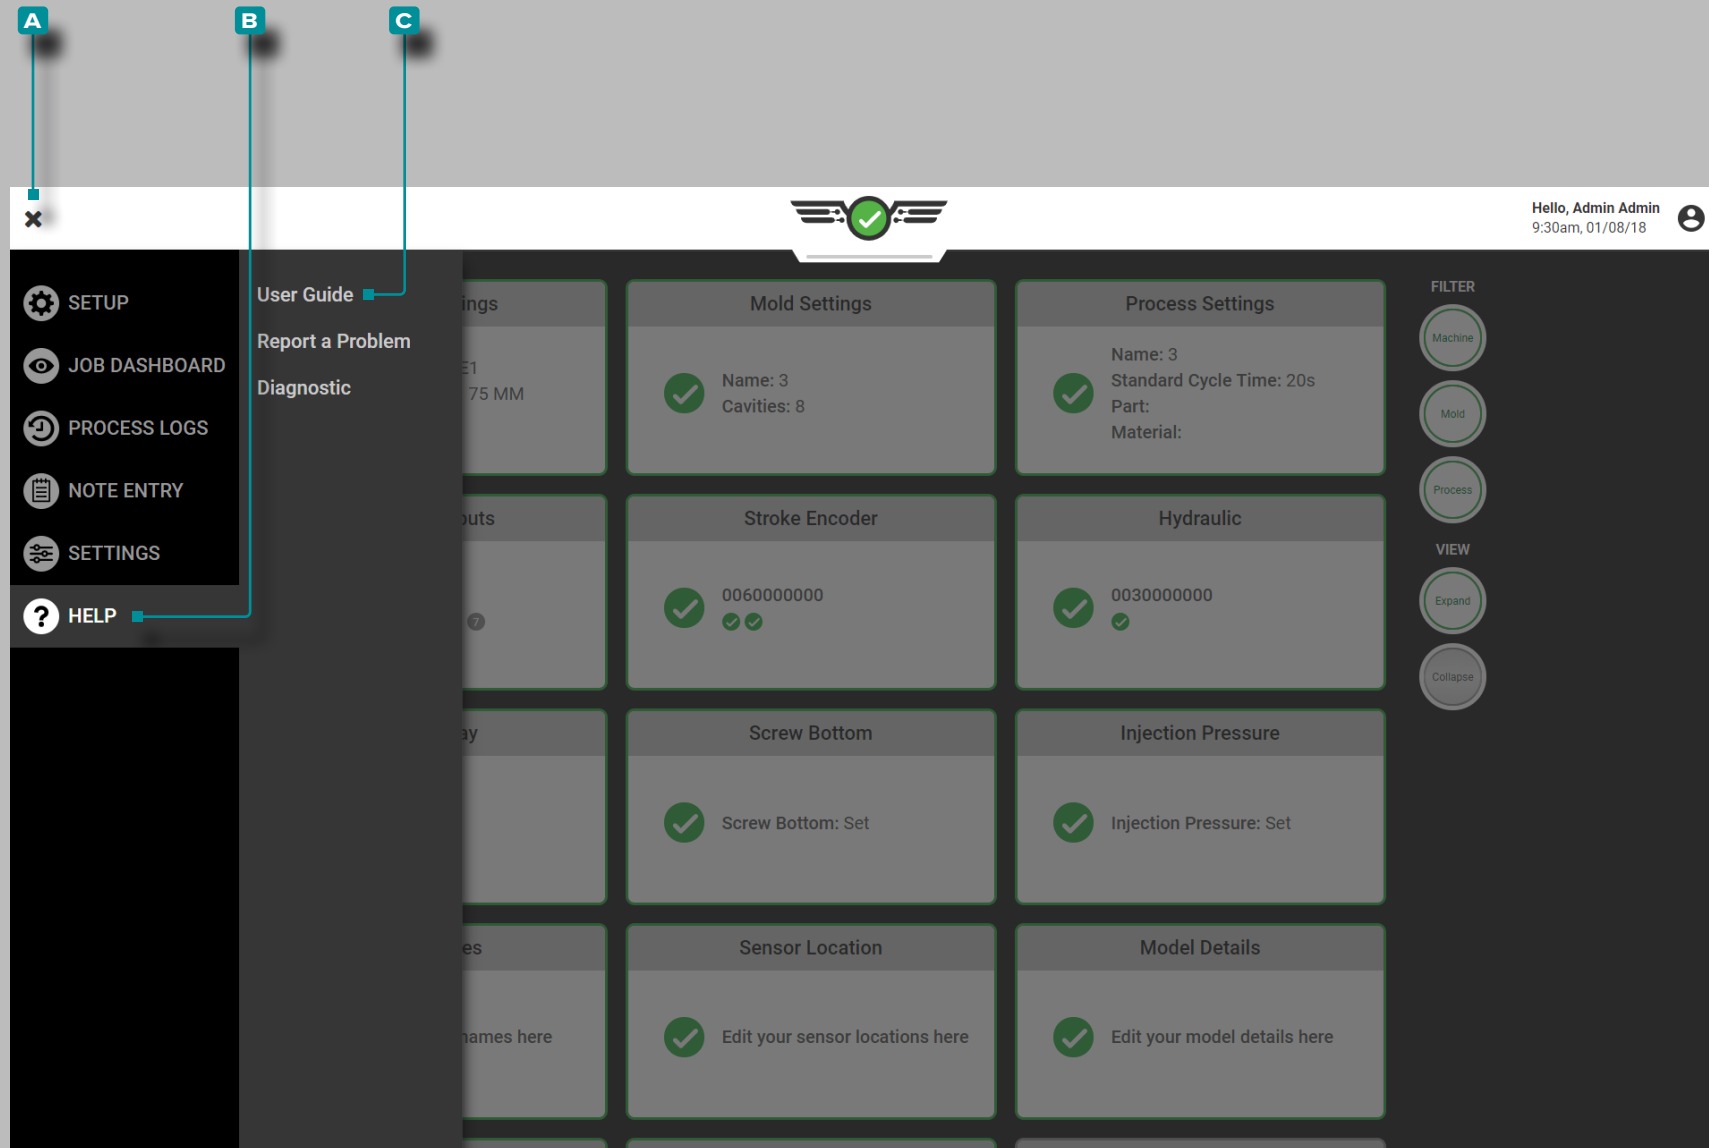 A
B
C
Hello, Admin Admin
9:30am, 01/08/18
SETUP
JOB DASHBOARD
PROCESS LOGS
NOTE ENTRY
SETTINGS
HELP
User Guide
Report a Problem
Diagnostic
ings
E1
75 MM
Mold Settings
Name: 3
Cavities: 8
Process Settings
Name: 3
Standard Cycle Time: 20s
Part:
Material:
puts
7
Stroke Encoder
0060000000
Hydraulic
0030000000
ay
Screw Bottom
Screw Bottom: Set
Injection Pressure
Injection Pressure: Set
es
names here
Sensor Location
Edit your sensor locations here
Model Details
Edit your model details here
FILTER
Machine
Mold
Process
VIEW
Expand
Collapse